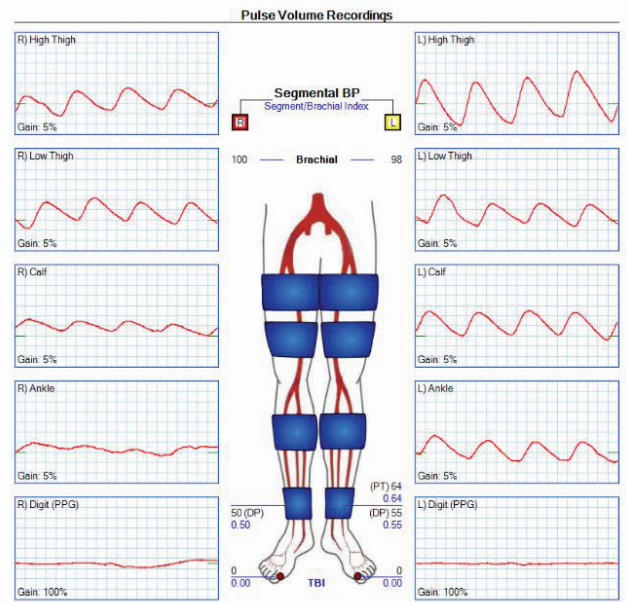 Pulse Volume Recordings
R) High Thigh
Gain: 5%
Segmental BP
Segment/Brachial Index
R
L
L) High Thigh
Gain: 5%
R) Low Thigh
Gain: 5%
100 Brachial 98
L) Low Thigh
Gain: 5%
R) Calf
Gain: 5%
L) Calf
Gain: 5%
R) Ankle
Gain: 5%
L) Ankle
Gain: 5%
(PT) 64
0.64
50 (DP)
0.50
(DP) 55
0.55
R) Digit (PPG)
Gain: 100%
0
0.00
TBI
0
0.00
L) Digit (PPG)
Gain: 100%